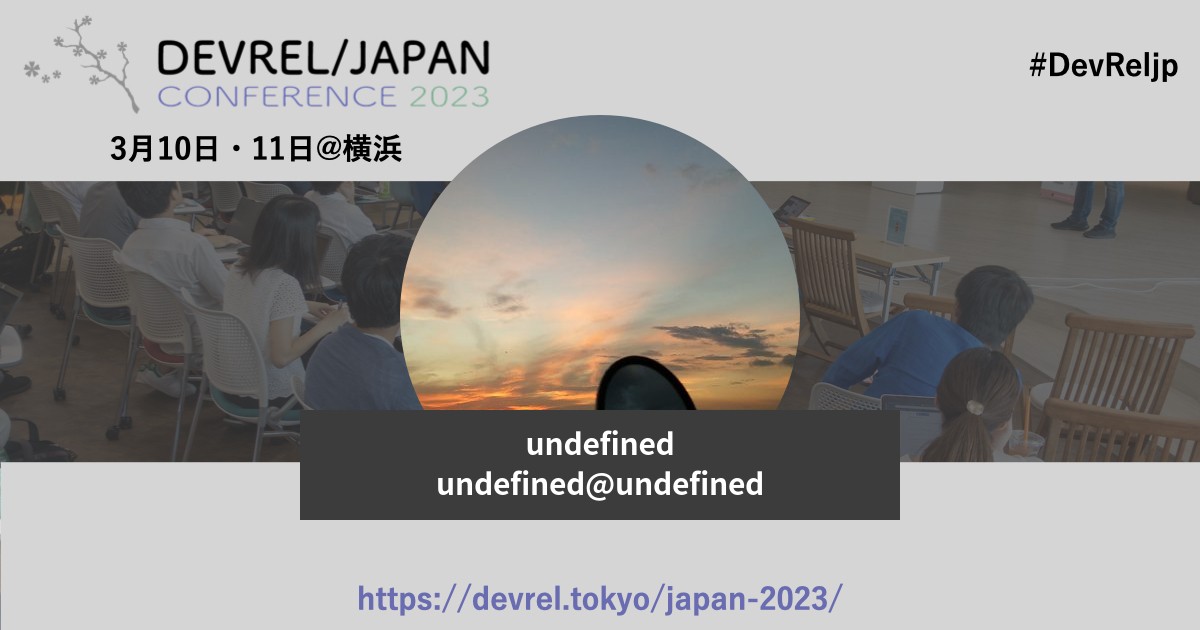 DEVREL/JAPAN
CONFERENCE 2023
#DevReljp
3月10日・11日@横浜
undefined
undefined@undefined
https://devrel.tokyo/japan-2023/